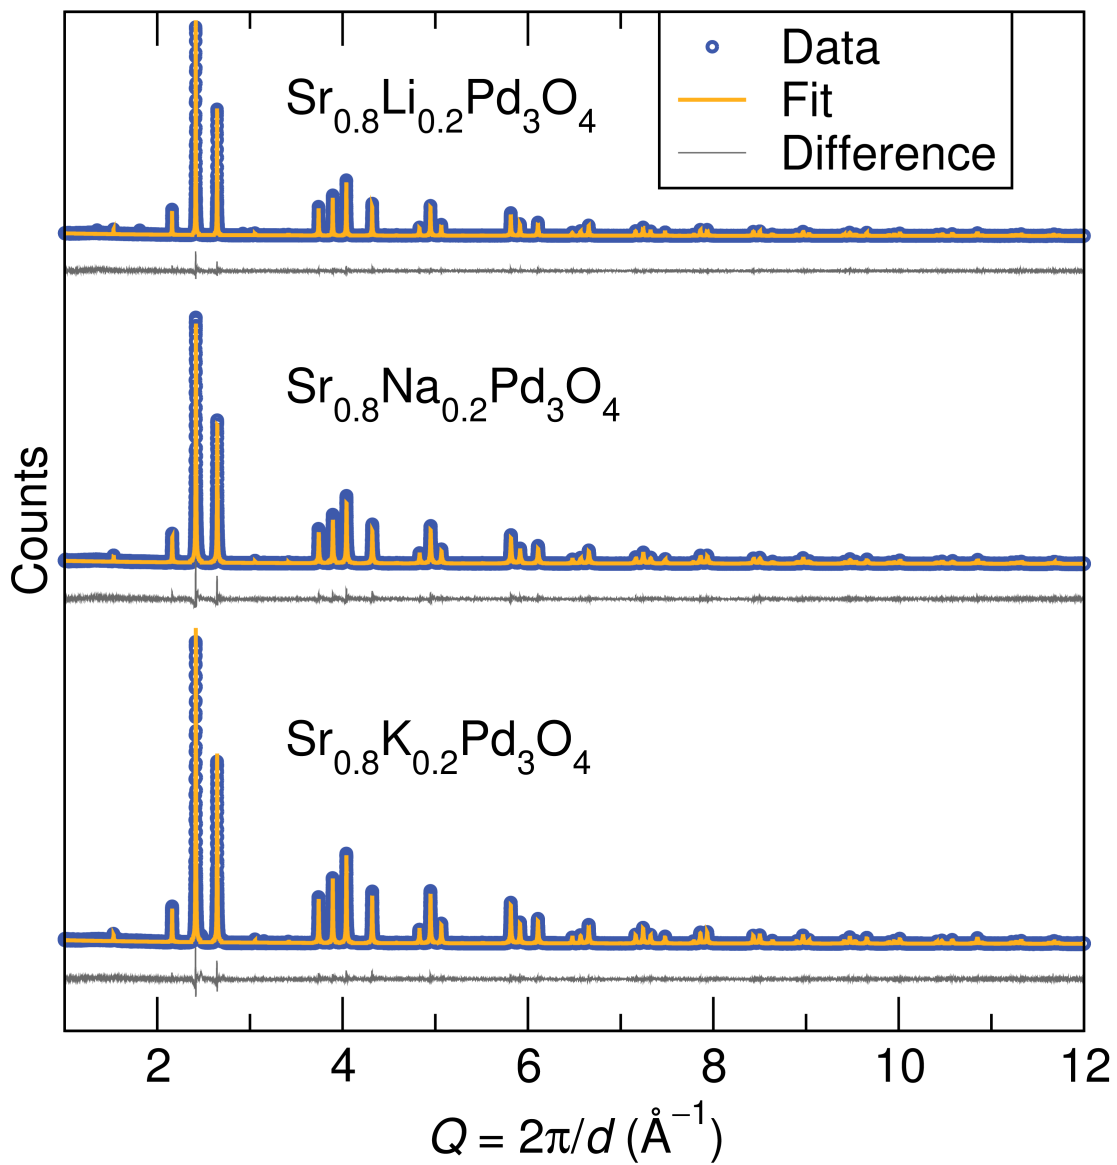 Data
Fit
Difference
Sr0.8Li0.2Pd3O4
Sr0.8Na0.2Pd3O4
Sr0.8K0.2Pd3O4
Counts
2 4 6 8 10 12
Q = 2π/d (Å−1)